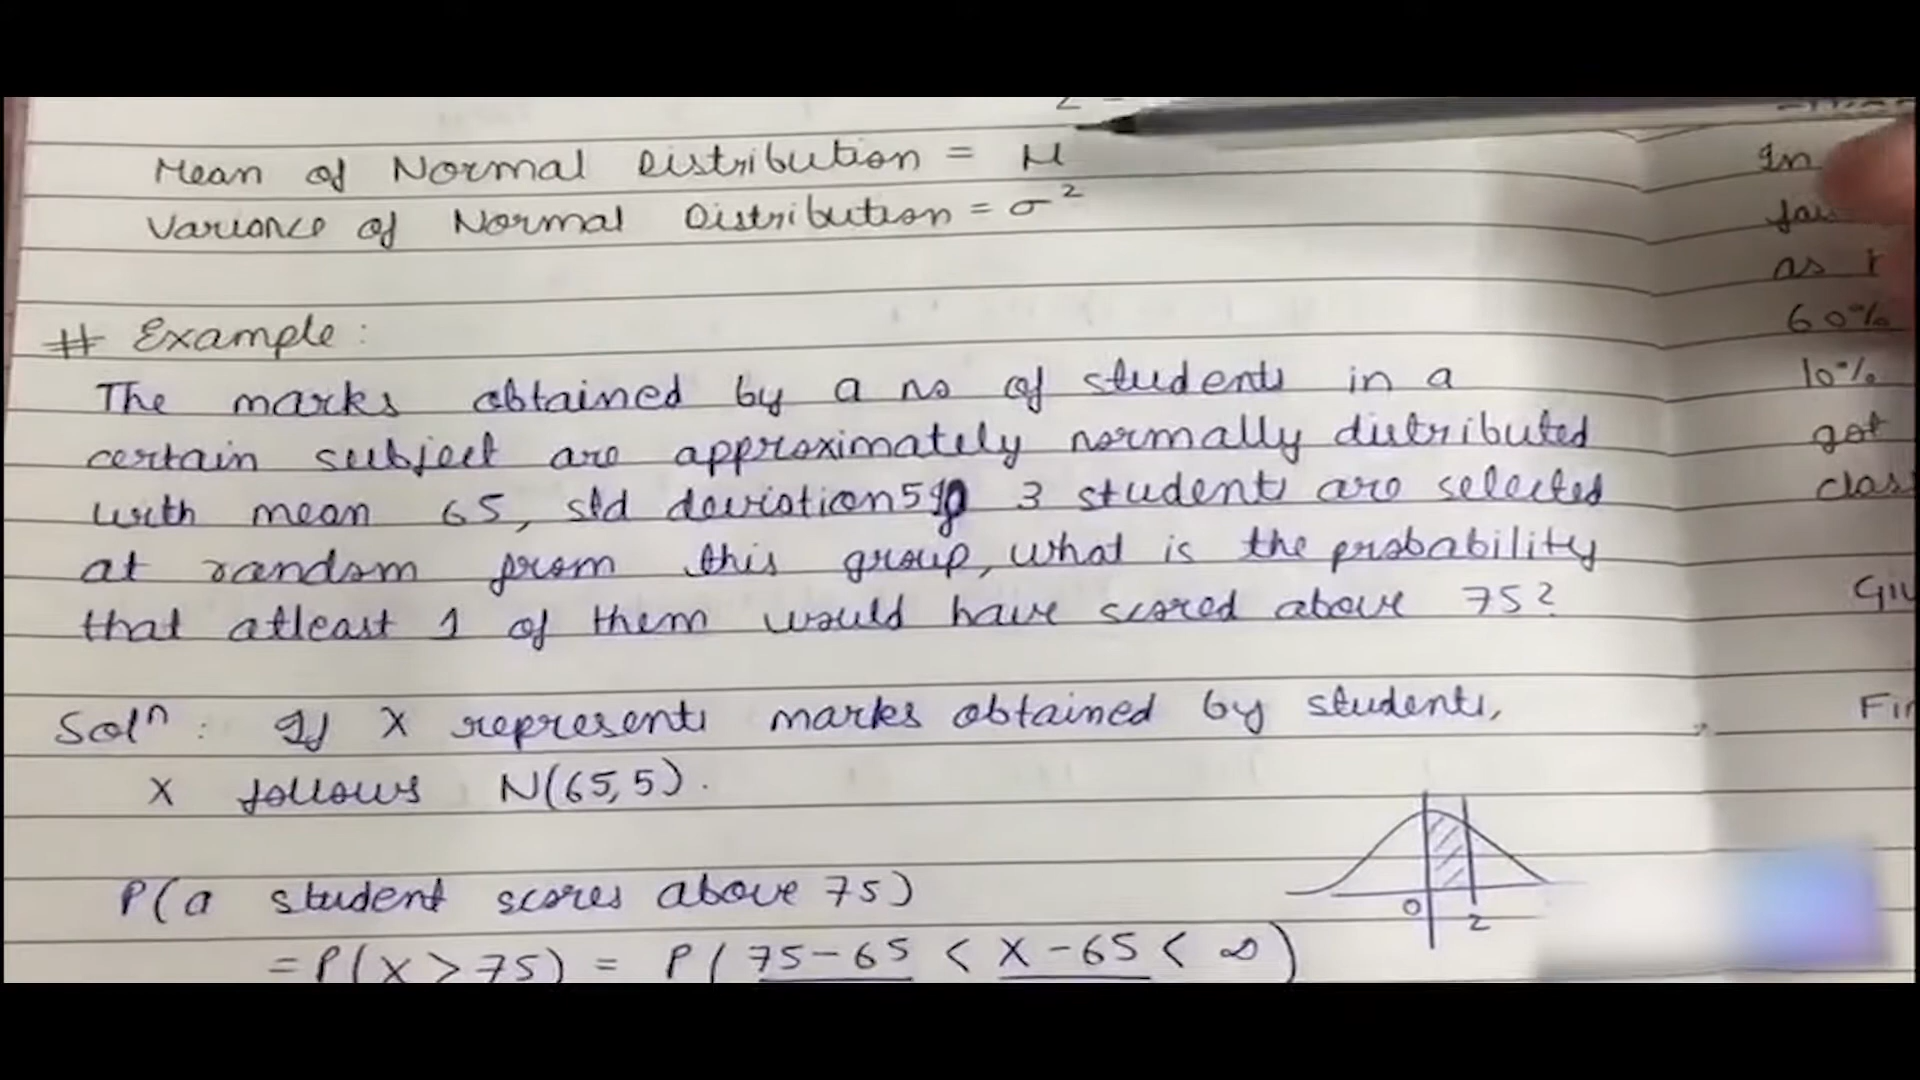 Mean of Normal Distribution = μ
Variance of Normal Distribution = σ²
# Example:
The marks obtained by a no of students in a
certain subject are approximately normally distributed
with mean 65, std deviation 5. If 3 students are selected
at random from this group, what is the probability
that atleast 1 of them would have scored above 75?
Solⁿ: If X represents marks obtained by students,
X follows N(65,5).
P(a student scores above 75)
0 2
= P(X > 75) = P(75-65 < X-65 < ∞)
In
as
60%
10%
got